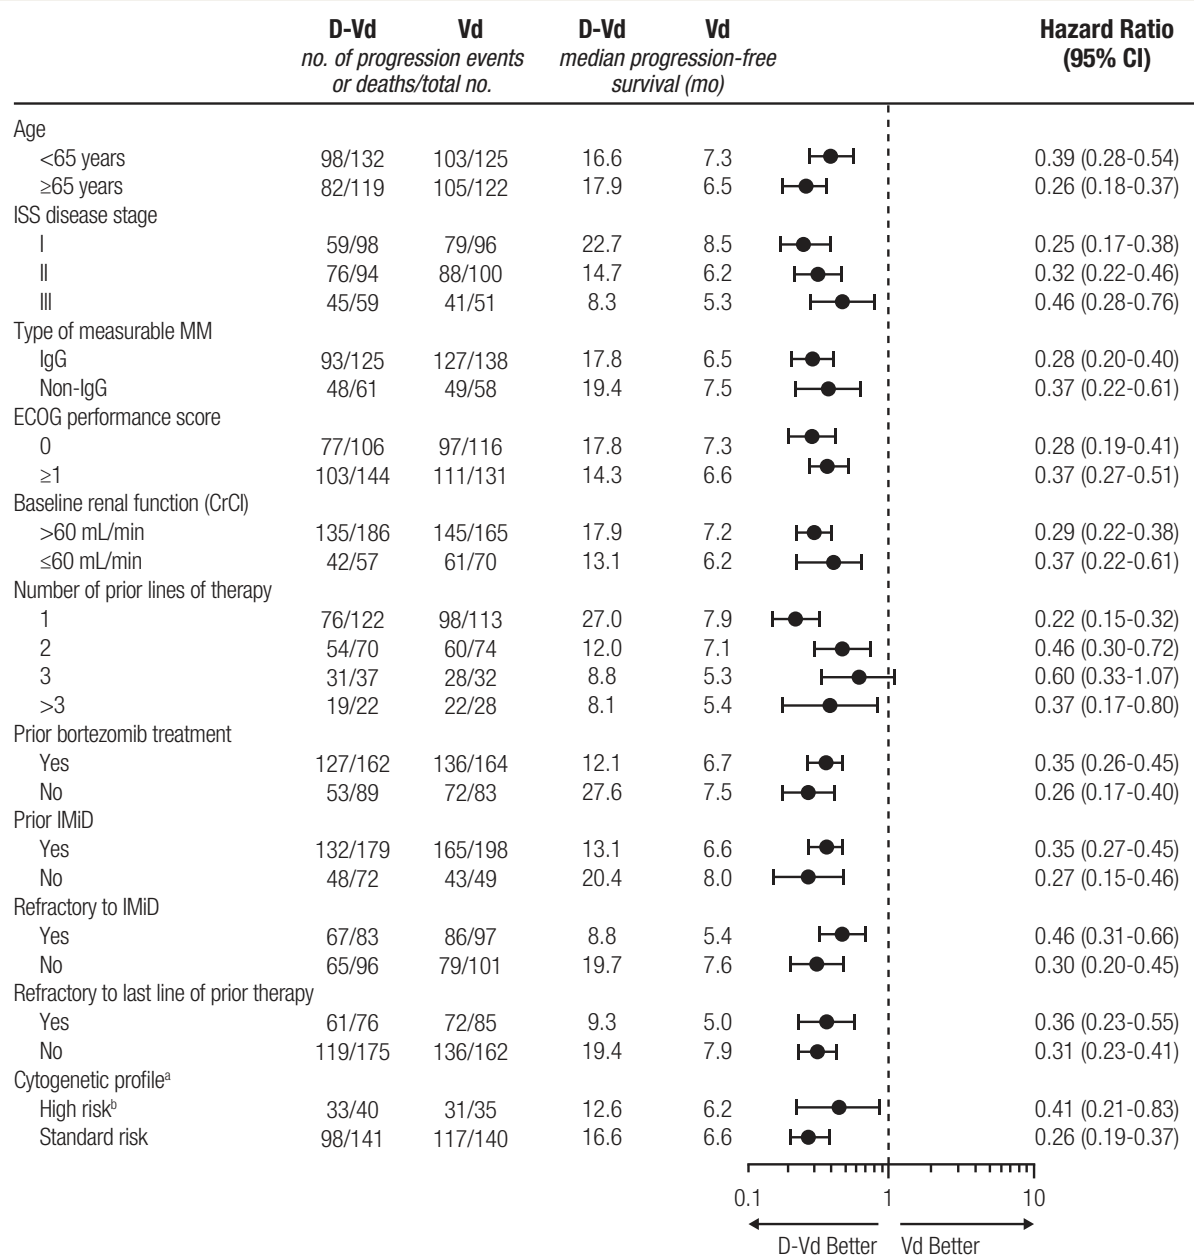 D-Vd Vd D-Vd Vd Hazard Ratio
no. of progression events median progression-free (95% CI)
or deaths/total no. survival (mo)
Age
<65 years 98/132 103/125 16.6 7.3 0.39 (0.28-0.54)
≥65 years 82/119 105/122 17.9 6.5 0.26 (0.18-0.37)
ISS disease stage
I 59/98 79/96 22.7 8.5 0.25 (0.17-0.38)
II 76/94 88/100 14.7 6.2 0.32 (0.22-0.46)
III 45/59 41/51 8.3 5.3 0.46 (0.28-0.76)
Type of measurable MM
IgG 93/125 127/138 17.8 6.5 0.28 (0.20-0.40)
Non-IgG 48/61 49/58 19.4 7.5 0.37 (0.22-0.61)
ECOG performance score
0 77/106 97/116 17.8 7.3 0.28 (0.19-0.41)
≥1 103/144 111/131 14.3 6.6 0.37 (0.27-0.51)
Baseline renal function (CrCl)
>60 mL/min 135/186 145/165 17.9 7.2 0.29 (0.22-0.38)
≤60 mL/min 42/57 61/70 13.1 6.2 0.37 (0.22-0.61)
Number of prior lines of therapy
1 76/122 98/113 27.0 7.9 0.22 (0.15-0.32)
2 54/70 60/74 12.0 7.1 0.46 (0.30-0.72)
3 31/37 28/32 8.8 5.3 0.60 (0.33-1.07)
>3 19/22 22/28 8.1 5.4 0.37 (0.17-0.80)
Prior bortezomib treatment
Yes 127/162 136/164 12.1 6.7 0.35 (0.26-0.45)
No 53/89 72/83 27.6 7.5 0.26 (0.17-0.40)
Prior IMiD
Yes 132/179 165/198 13.1 6.6 0.35 (0.27-0.45)
No 48/72 43/49 20.4 8.0 0.27 (0.15-0.46)
Refractory to IMiD
Yes 67/83 86/97 8.8 5.4 0.46 (0.31-0.66)
No 65/96 79/101 19.7 7.6 0.30 (0.20-0.45)
Refractory to last line of prior therapy
Yes 61/76 72/85 9.3 5.0 0.36 (0.23-0.55)
No 119/175 136/162 19.4 7.9 0.31 (0.23-0.41)
Cytogenetic profileᵃ
High riskᵇ 33/40 31/35 12.6 6.2 0.41 (0.21-0.83)
Standard risk 98/141 117/140 16.6 6.6 0.26 (0.19-0.37)
0.1 1 10
D-Vd Better Vd Better